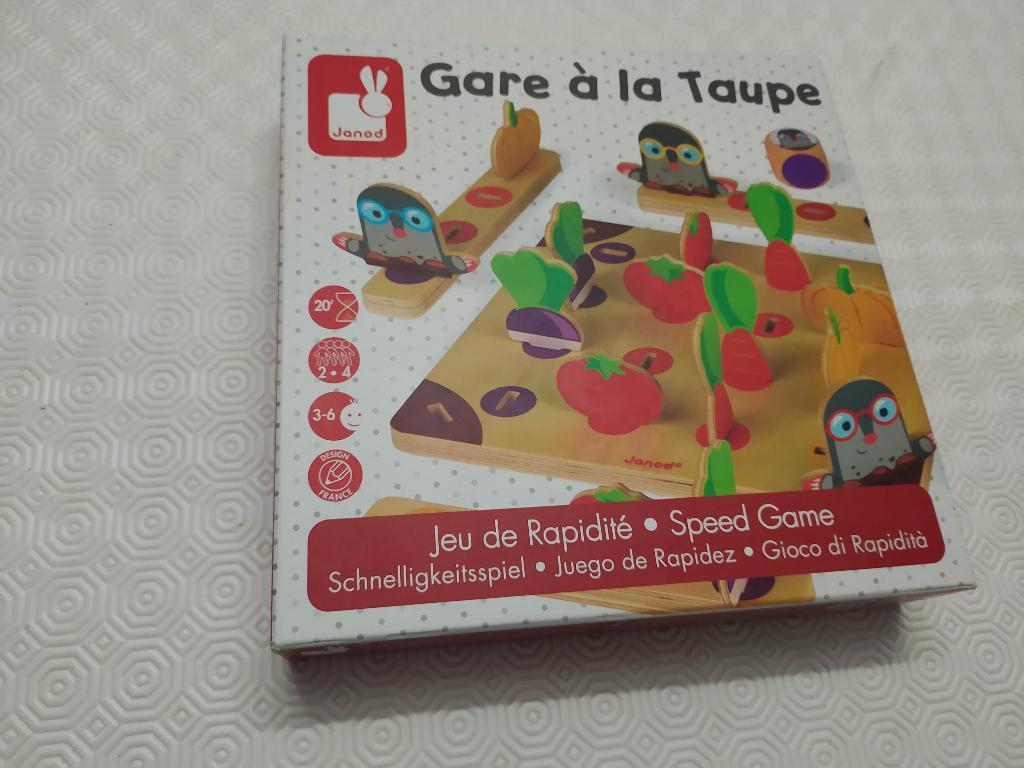 Janod
Gare à la Taupe
20'
2 • 4
3-6
DESIGN
FRANCE
Janod
Jeu de Rapidité • Speed Game
Schnelligkeitsspiel • Juego de Rapidez • Gioco di Rapidità